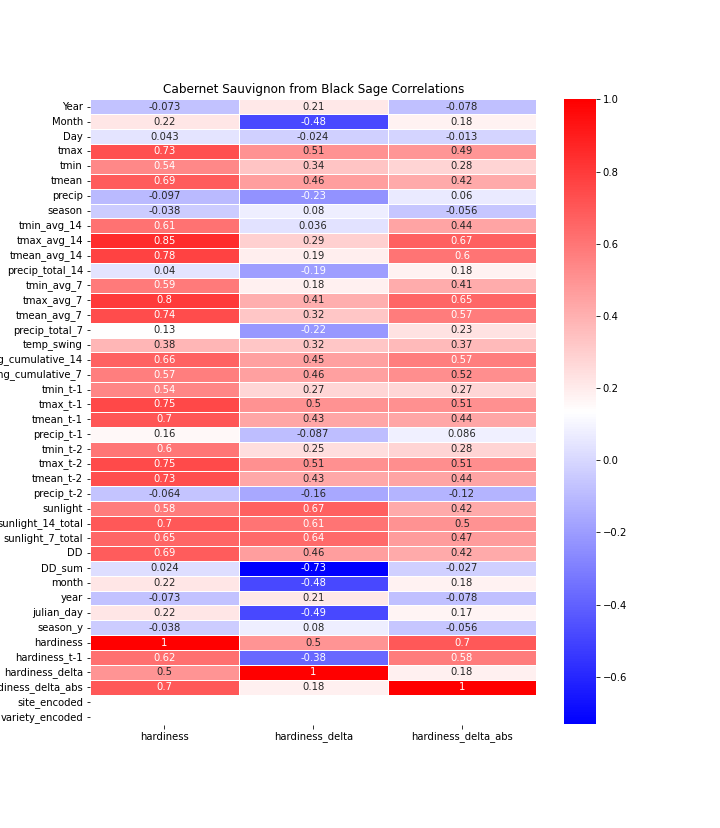 Cabernet Sauvignon from Black Sage Correlations
Year -0.073 0.21 -0.078 1.0
Month 0.22 -0.48 0.18
Day 0.043 -0.024 -0.013
tmax 0.73 0.51 0.49
tmin 0.54 0.34 0.28 0.8
tmean 0.69 0.46 0.42
precip -0.097 -0.23 0.06
season -0.038 0.08 -0.056
tmin_avg_14 0.61 0.036 0.44
tmax_avg_14 0.85 0.29 0.67 0.6
tmean_avg_14 0.78 0.19 0.6
precip_total_14 0.04 -0.19 0.18
tmin_avg_7 0.59 0.18 0.41
tmax_avg_7 0.8 0.41 0.65
tmean_avg_7 0.74 0.32 0.57 0.4
precip_total_7 0.13 -0.22 0.23
temp_swing 0.38 0.32 0.37
g_cumulative_14 0.66 0.45 0.57
ng_cumulative_7 0.57 0.46 0.52
tmin_t-1 0.54 0.27 0.27 0.2
tmax_t-1 0.75 0.5 0.51
tmean_t-1 0.7 0.43 0.44
precip_t-1 0.16 -0.087 0.086
tmin_t-2 0.6 0.25 0.28
tmax_t-2 0.75 0.51 0.51 0.0
tmean_t-2 0.73 0.43 0.44
precip_t-2 -0.064 -0.16 -0.12
sunlight 0.58 0.67 0.42
sunlight_14_total 0.7 0.61 0.5
sunlight_7_total 0.65 0.64 0.47 −0.2
DD 0.69 0.46 0.42
DD_sum 0.024 -0.73 -0.027
month 0.22 -0.48 0.18
year -0.073 0.21 -0.078
julian_day 0.22 -0.49 0.17 −0.4
season_y -0.038 0.08 -0.056
hardiness 1 0.5 0.7
hardiness_t-1 0.62 -0.38 0.58
hardiness_delta 0.5 1 0.18 −0.6
diness_delta_abs 0.7 0.18 1
site_encoded
variety_encoded
hardiness hardiness_delta hardiness_delta_abs